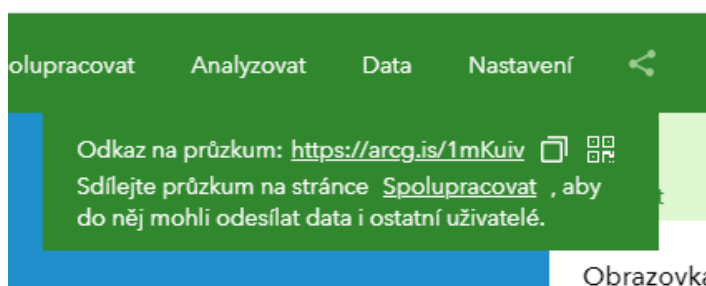 olupracovat Analyzovat Data Nastavení
Odkaz na průzkum: https://arcg.is/1mKuiv
Sdílejte průzkum na stránce Spolupracovat , aby
do něj mohli odesílat data i ostatní uživatelé.
t
Obrazovka